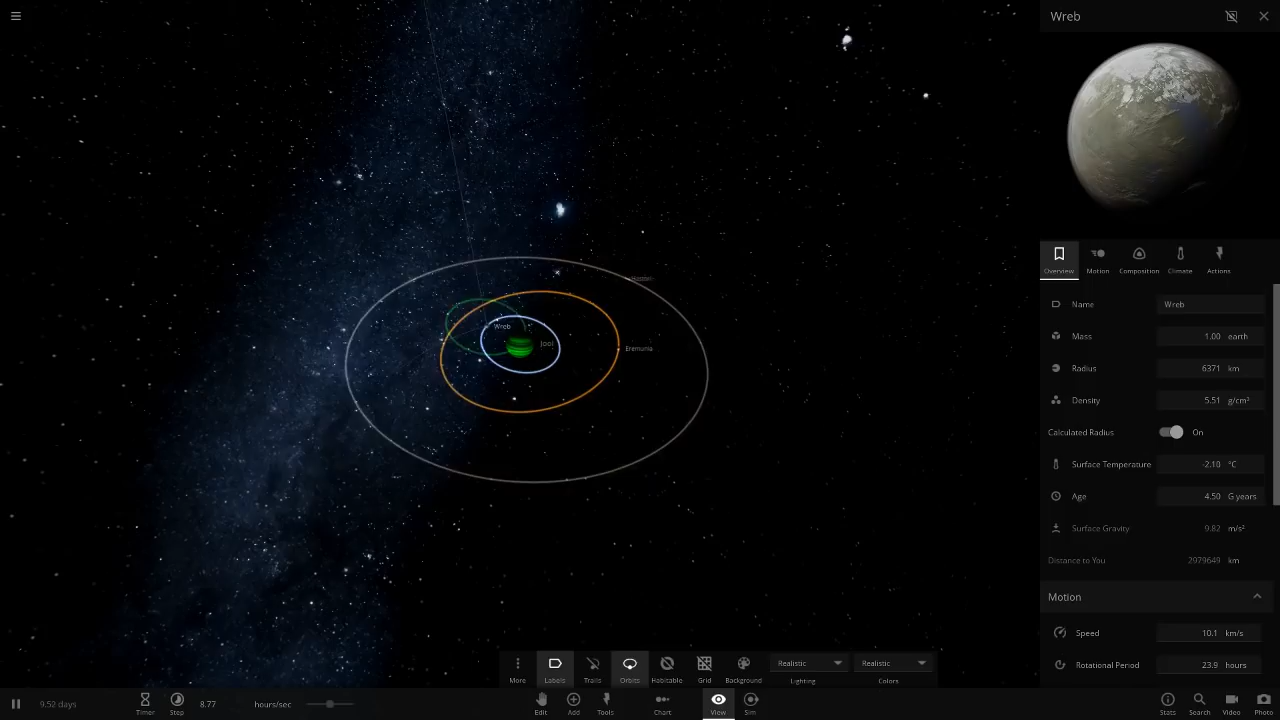 Wreb
Wreb
Jool
Eremunia
Overview
Motion
Composition
Climate
Actions
Name Wreb
Mass 1.00 earth
Radius 6371 km
Density 5.51 g/cm³
Calculated Radius On
Surface Temperature -2.10 °C
Age 4.50 G years
Surface Gravity 9.82 m/s²
Distance to You 2979649 km
Motion
Speed 10.1 km/s
Rotational Period 23.9 hours
More
Labels
Trails
Orbits
Habitable
Grid
Background
Realistic
Lighting
Realistic
Colors
9.52 days
Timer
Step
8.77 hours/sec
Edit
Add
Tools
Chart
View
Sim
Stats
Search
Video
Photo